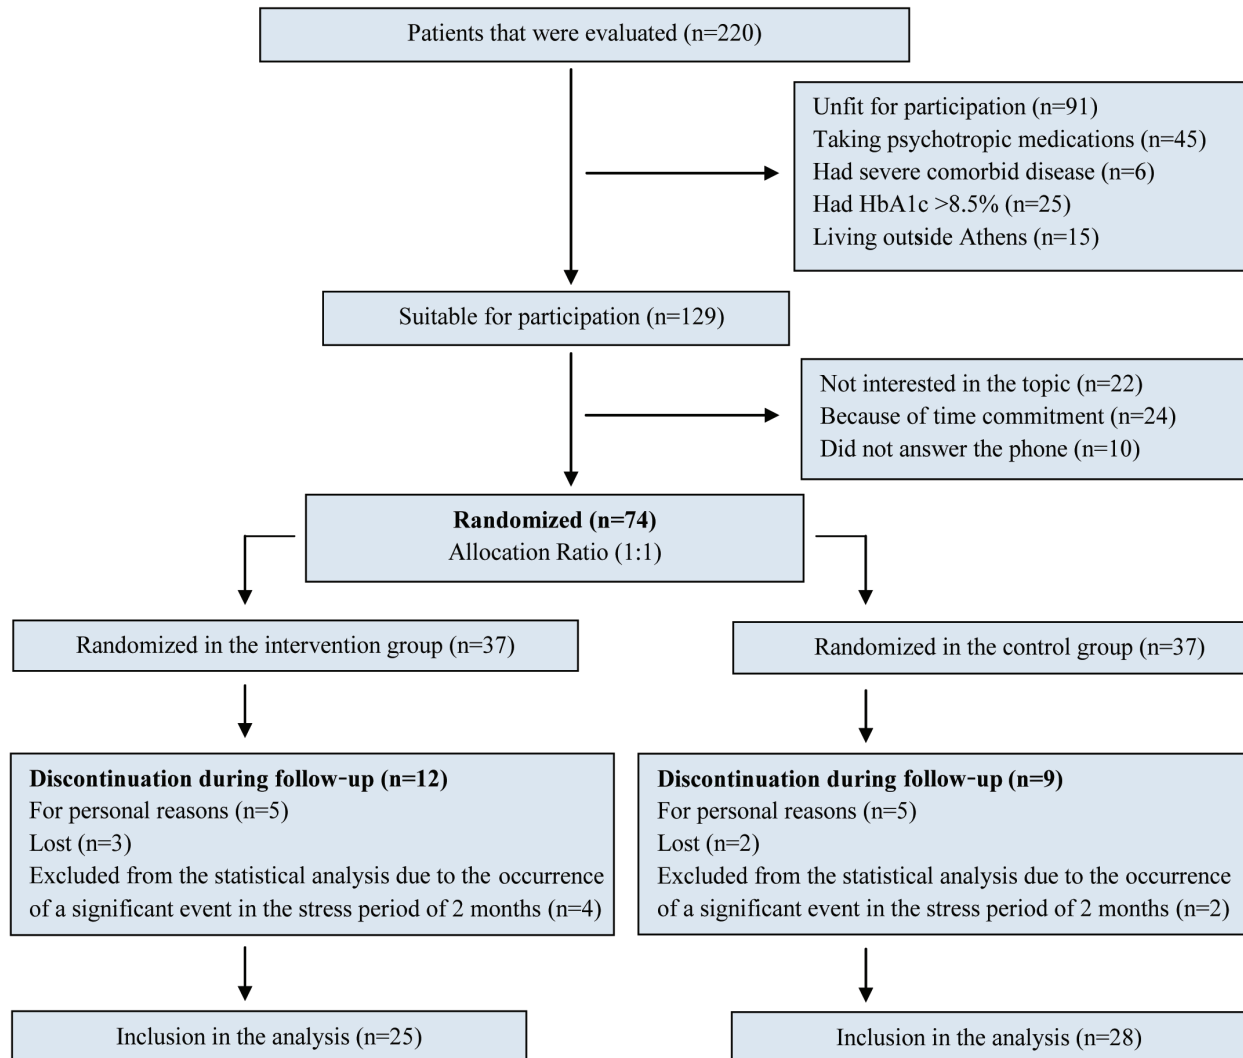 Patients that were evaluated (n=220)
Unfit for participation (n=91)
Taking psychotropic medications (n=45)
Had severe comorbid disease (n=6)
Had HbA1c >8.5% (n=25)
Living outside Athens (n=15)
Suitable for participation (n=129)
Not interested in the topic (n=22)
Because of time commitment (n=24)
Did not answer the phone (n=10)
Randomized (n=74)
Allocation Ratio (1:1)
Randomized in the intervention group (n=37)
Randomized in the control group (n=37)
Discontinuation during follow-up (n=12)
For personal reasons (n=5)
Lost (n=3)
Excluded from the statistical analysis due to the occurrence
of a significant event in the stress period of 2 months (n=4)
Discontinuation during follow-up (n=9)
For personal reasons (n=5)
Lost (n=2)
Excluded from the statistical analysis due to the occurrence
of a significant event in the stress period of 2 months (n=2)
Inclusion in the analysis (n=25)
Inclusion in the analysis (n=28)